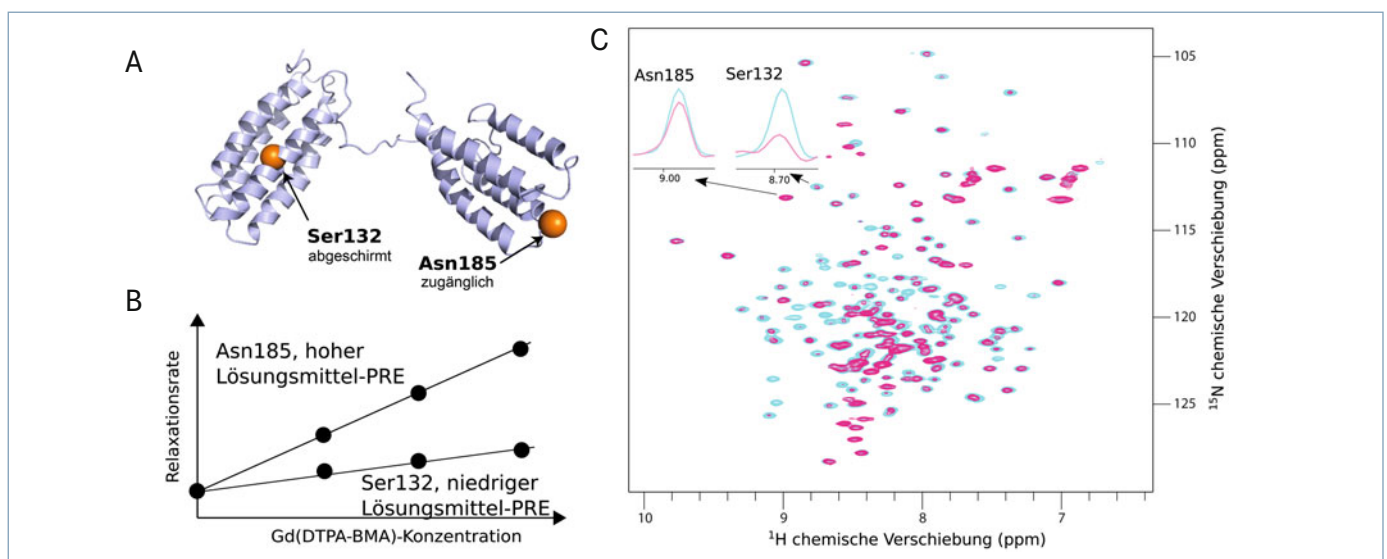 A
Ser132
abgeschirmt
Asn185
zugänglich
B
Relaxationsrate
Asn185, hoher
Lösungsmittel-PRE
Ser132, niedriger
Lösungsmittel-PRE
Gd(DTPA-BMA)-Konzentration
C
Asn185
Ser132
9.00
8.70
105
110
115
120
125
¹⁵N chemische Verschiebung (ppm)
10
9
8
7
¹H chemische Verschiebung (ppm)